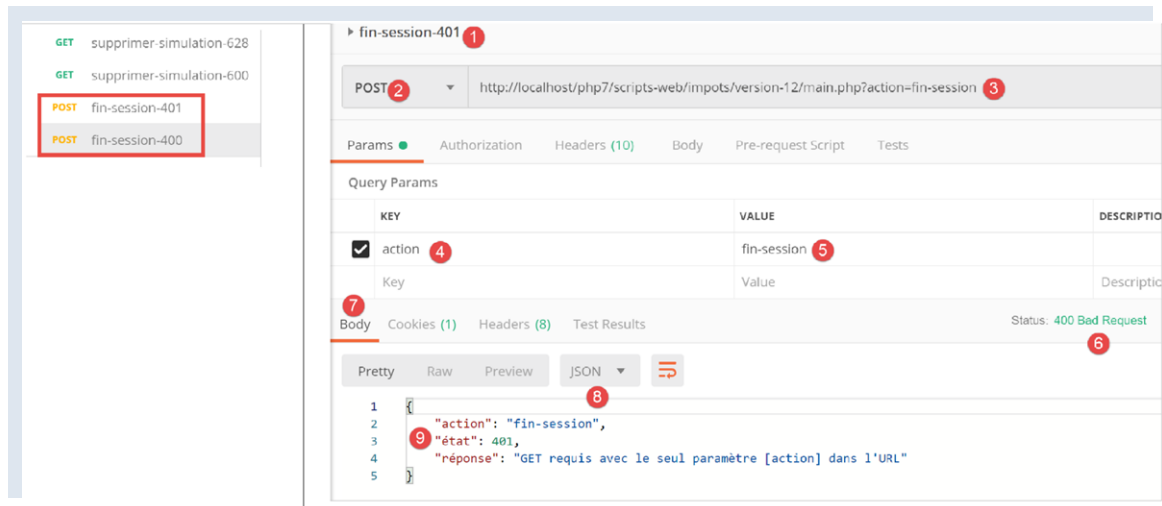 GET supprimer-simulation-628
GET supprimer-simulation-600
POST fin-session-401
POST fin-session-400
fin-session-401 1
POST 2 http://localhost/php7/scripts-web/impots/version-12/main.php?action=fin-session 3
Params Authorization Headers (10) Body Pre-request Script Tests
Query Params
KEY VALUE DESCRIPTIO
action 4 fin-session 5
Key Value Descriptio
7
Body Cookies (1) Headers (8) Test Results Status: 400 Bad Request
6
Pretty Raw Preview JSON
8
1 {
2 "action": "fin-session",
3 9 "état": 401,
4 "réponse": "GET requis avec le seul paramètre [action] dans l'URL"
5 }